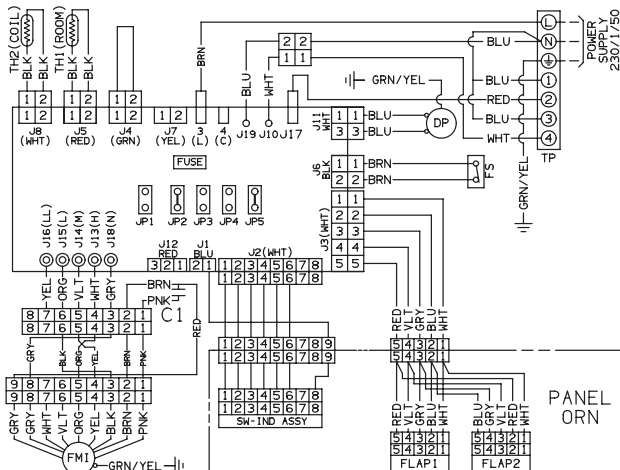 TH2(COIL)
BLK
BLK
TH1(ROOM)
BLK
BLK
BRN
BLU
WHT
2 2
1 1
GRN/YEL
BLU
BLU
RED
BLU
WHT
L
N
1
2
3
4
TP
POWER
SUPPLY
230/1/50
GRN/YEL
1 2
1 2
J8
(WHT)
1 2
J5
(RED)
1 2
J4
(GRN)
1 2
J7
(YEL)
3
(L)
4
(C)
J19
J10
J17
J11
WHT
1 1
3 3
BLU
BLU
DP
FUSE
J6
BLK
1 1
2 2
BRN
BRN
FS
JP1
JP2
JP3
JP4
JP5
J3(WHT)
1 1
2 2
3 3
4 4
5 5
J16(LL)
J15(L)
J14(M)
J13(H)
J18(N)
J12
RED
3 2 1
J1
BLU
2 1
J2(WHT)
1 2 3 4 5 6 7 8
1 2 3 4 5 6 7 8
YEL
ORG
VLT
WHT
GRY
BRN
PNK
C1
RED
8 7 6 5 4 3 2 1
8 7 6 5 4 3 2 1
GRY
BLK
ORG
YEL
BRN
PNK
9 8 7 6 5 4 3 2 1
9 8 7 6 5 4 3 2 1
GRY
GRY
WHT
VLT
ORG
YEL
BLK
BRN
PNK
FMI
GRN/YEL
1 2 3 4 5 6 7 8 9
1 2 3 4 5 6 7 8 9
1 2 3 4 5 6 7 8
1 2 3 4 5 6 7 8
SW-IND ASSY
RED
VLT
GRY
BLU
WHT
5 4 3 2 1
5 4 3 2 1
RED
VLT
GRY
BLU
WHT
5 4 3 2 1
5 4 3 2 1
FLAP1
BLU
GRY
VLT
RED
WHT
5 4 3 2 1
5 4 3 2 1
FLAP2
PANEL
ORN